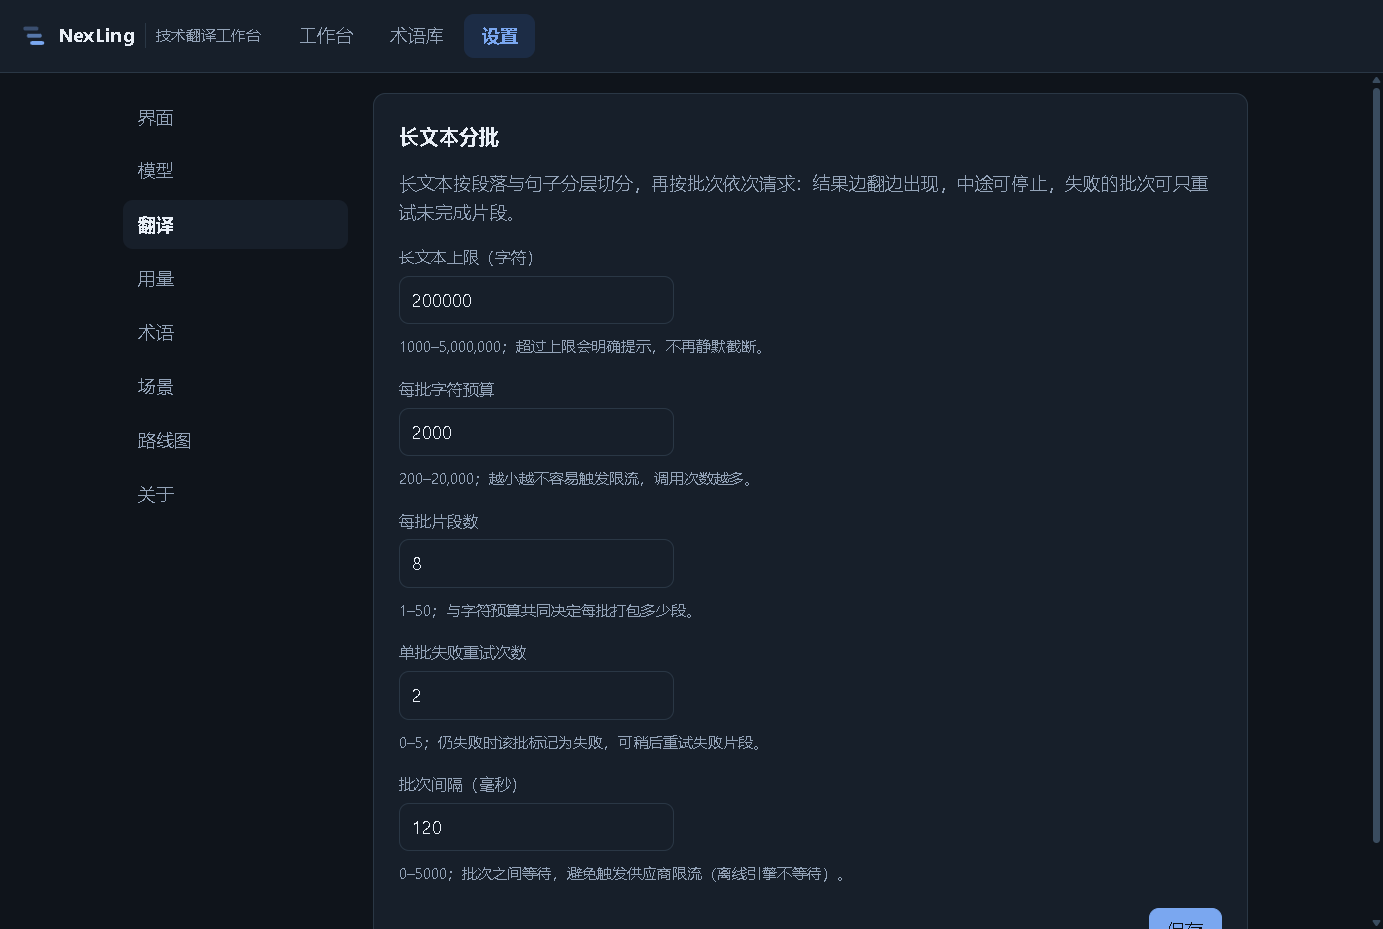 NexLing 技术翻译工作台 工作台 术语库 设置
界面
模型
翻译
用量
术语
场景
路线图
关于
长文本分批
长文本按段落与句子分层切分，再按批次依次请求：结果边翻边出现，中途可停止，失败的批次可只重
试未完成片段。
长文本上限（字符）
200000
1000–5,000,000；超过上限会明确提示，不再静默截断。
每批字符预算
2000
200–20,000；越小越不容易触发限流，调用次数越多。
每批片段数
8
1–50；与字符预算共同决定每批打包多少段。
单批失败重试次数
2
0–5；仍失败时该批标记为失败，可稍后重试失败片段。
批次间隔（毫秒）
120
0–5000；批次之间等待，避免触发供应商限流（离线引擎不等待）。
保存